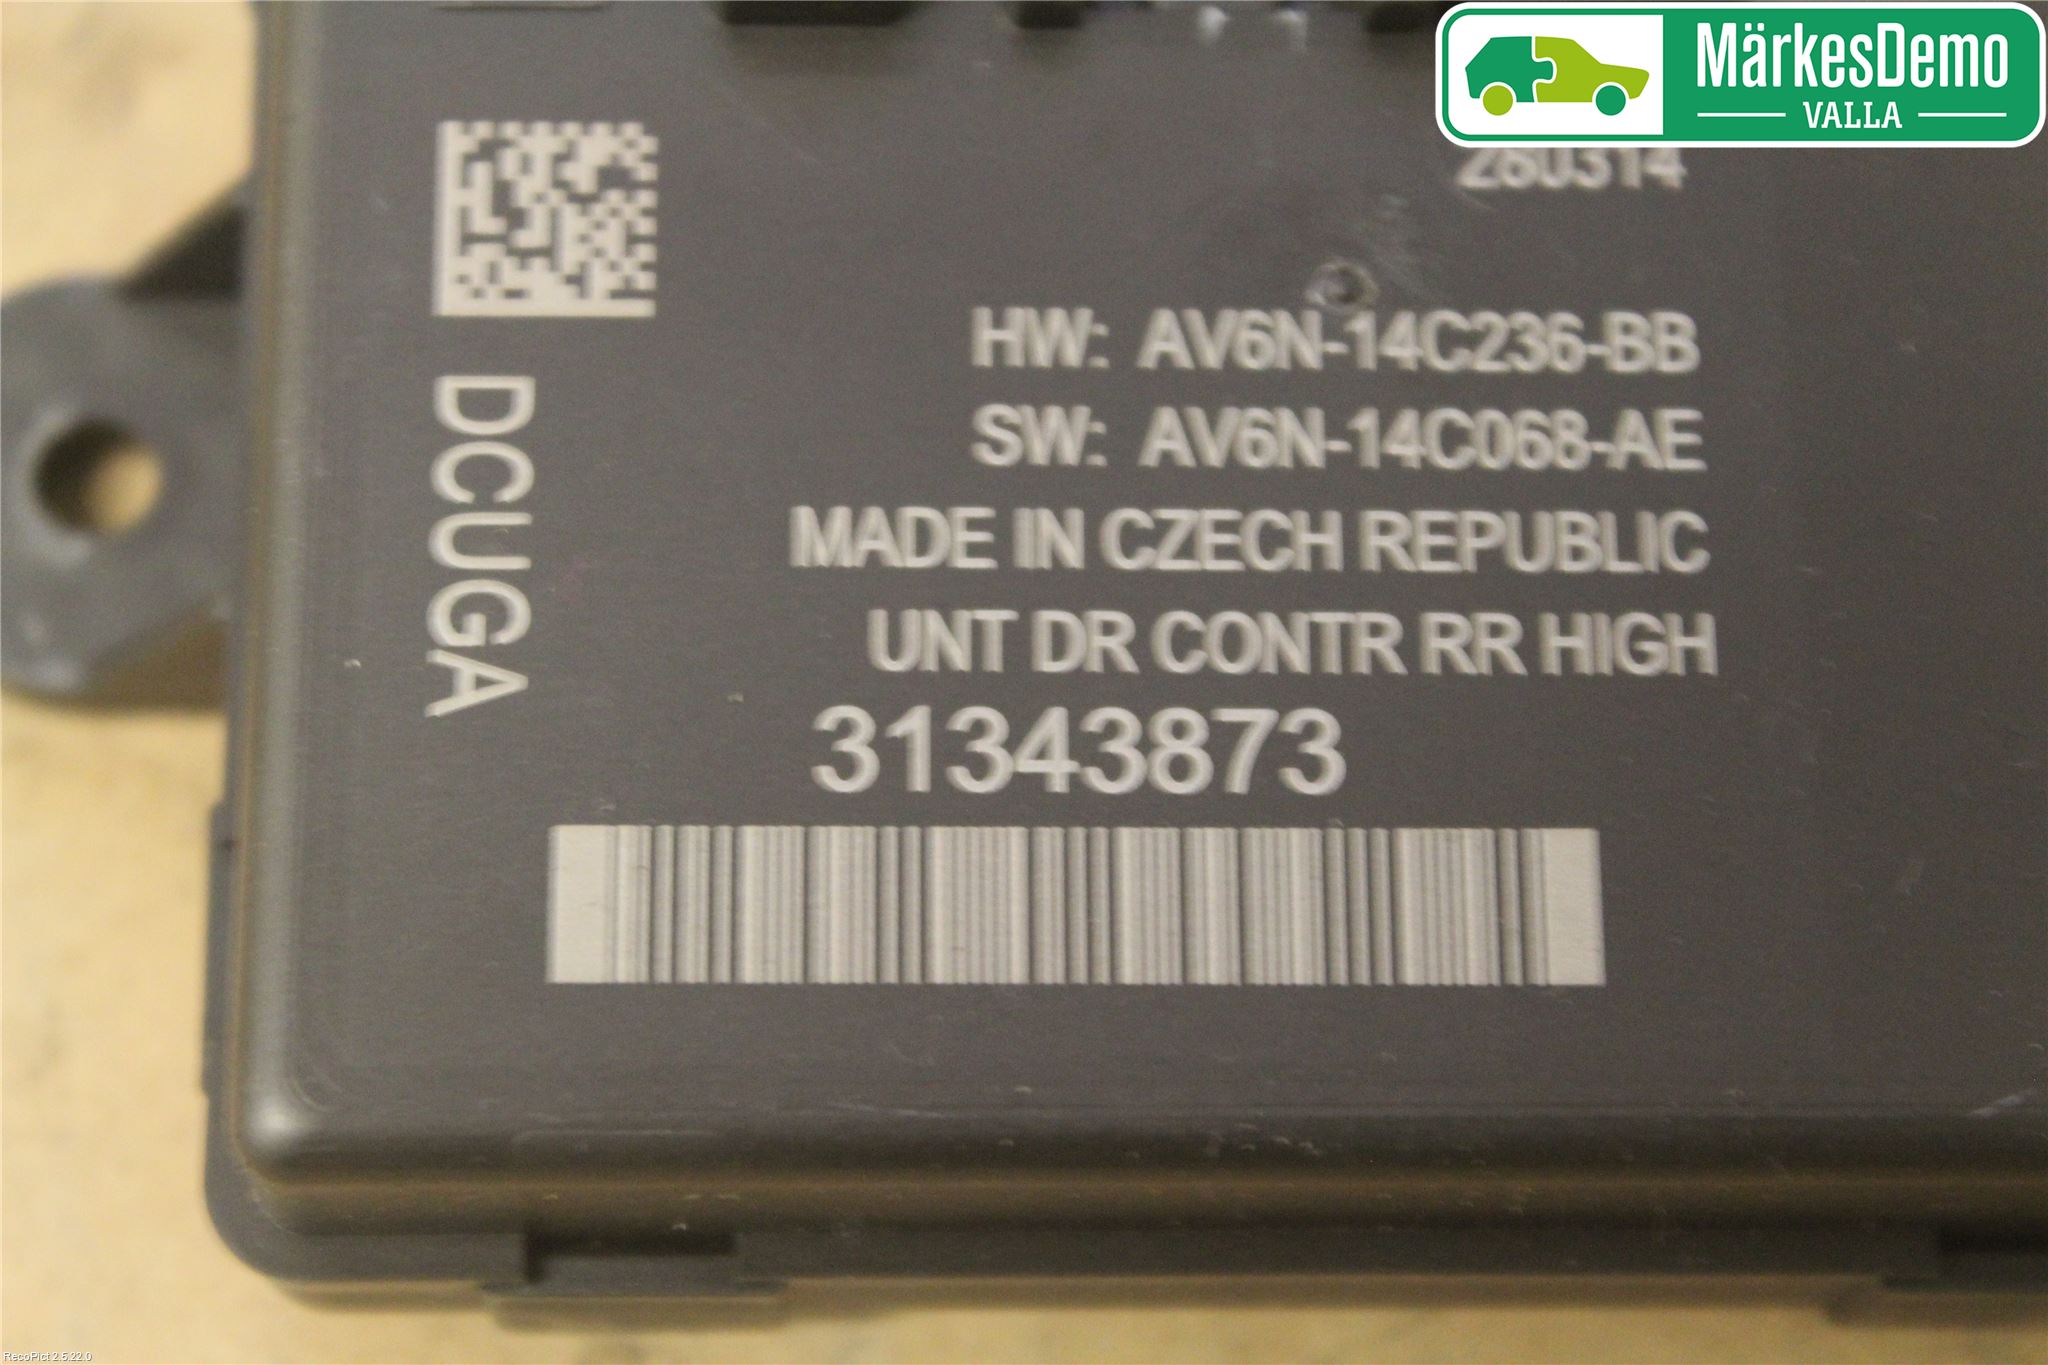 MärkesDemo
VALLA
280314
HW: AV6N-14C236-BB
SW: AV6N-14C068-AE
MADE IN CZECH REPUBLIC
UNT DR CONTR RR HIGH
31343873
DCUGA
RecoPict 2.5.22.0